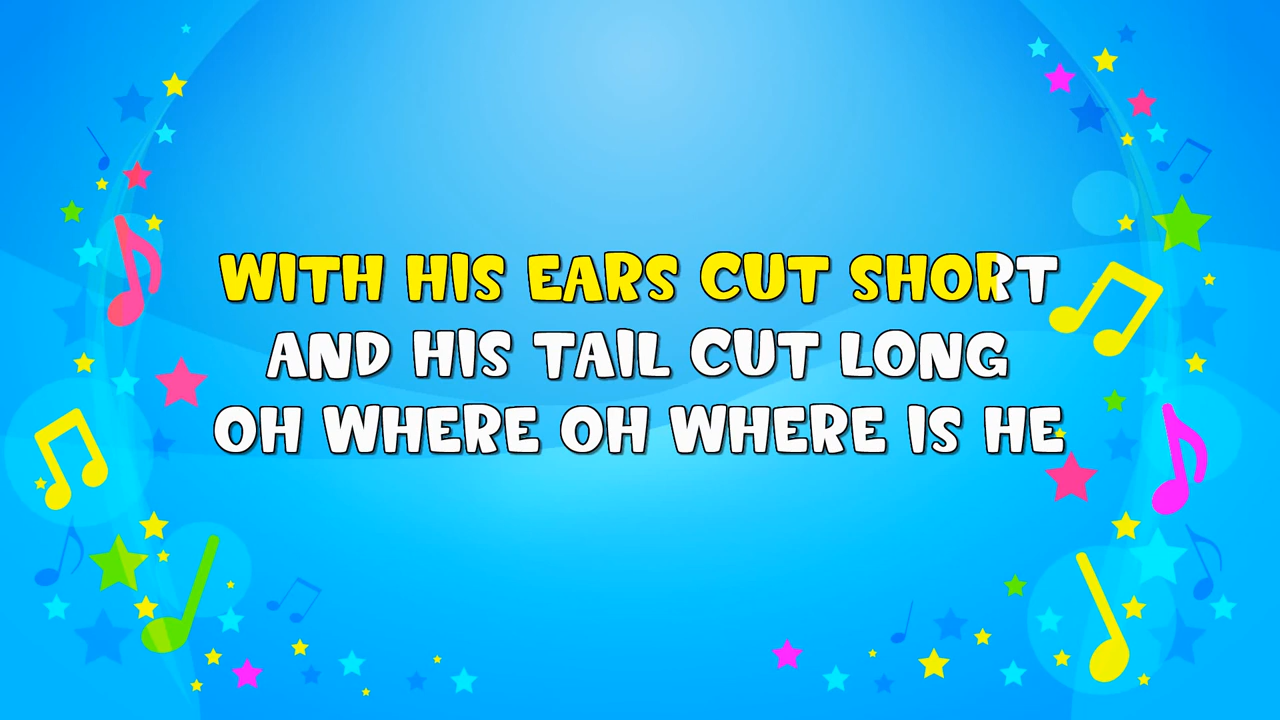 WITH HIS EARS CUT SHORT
AND HIS TAIL CUT LONG
OH WHERE OH WHERE IS HE